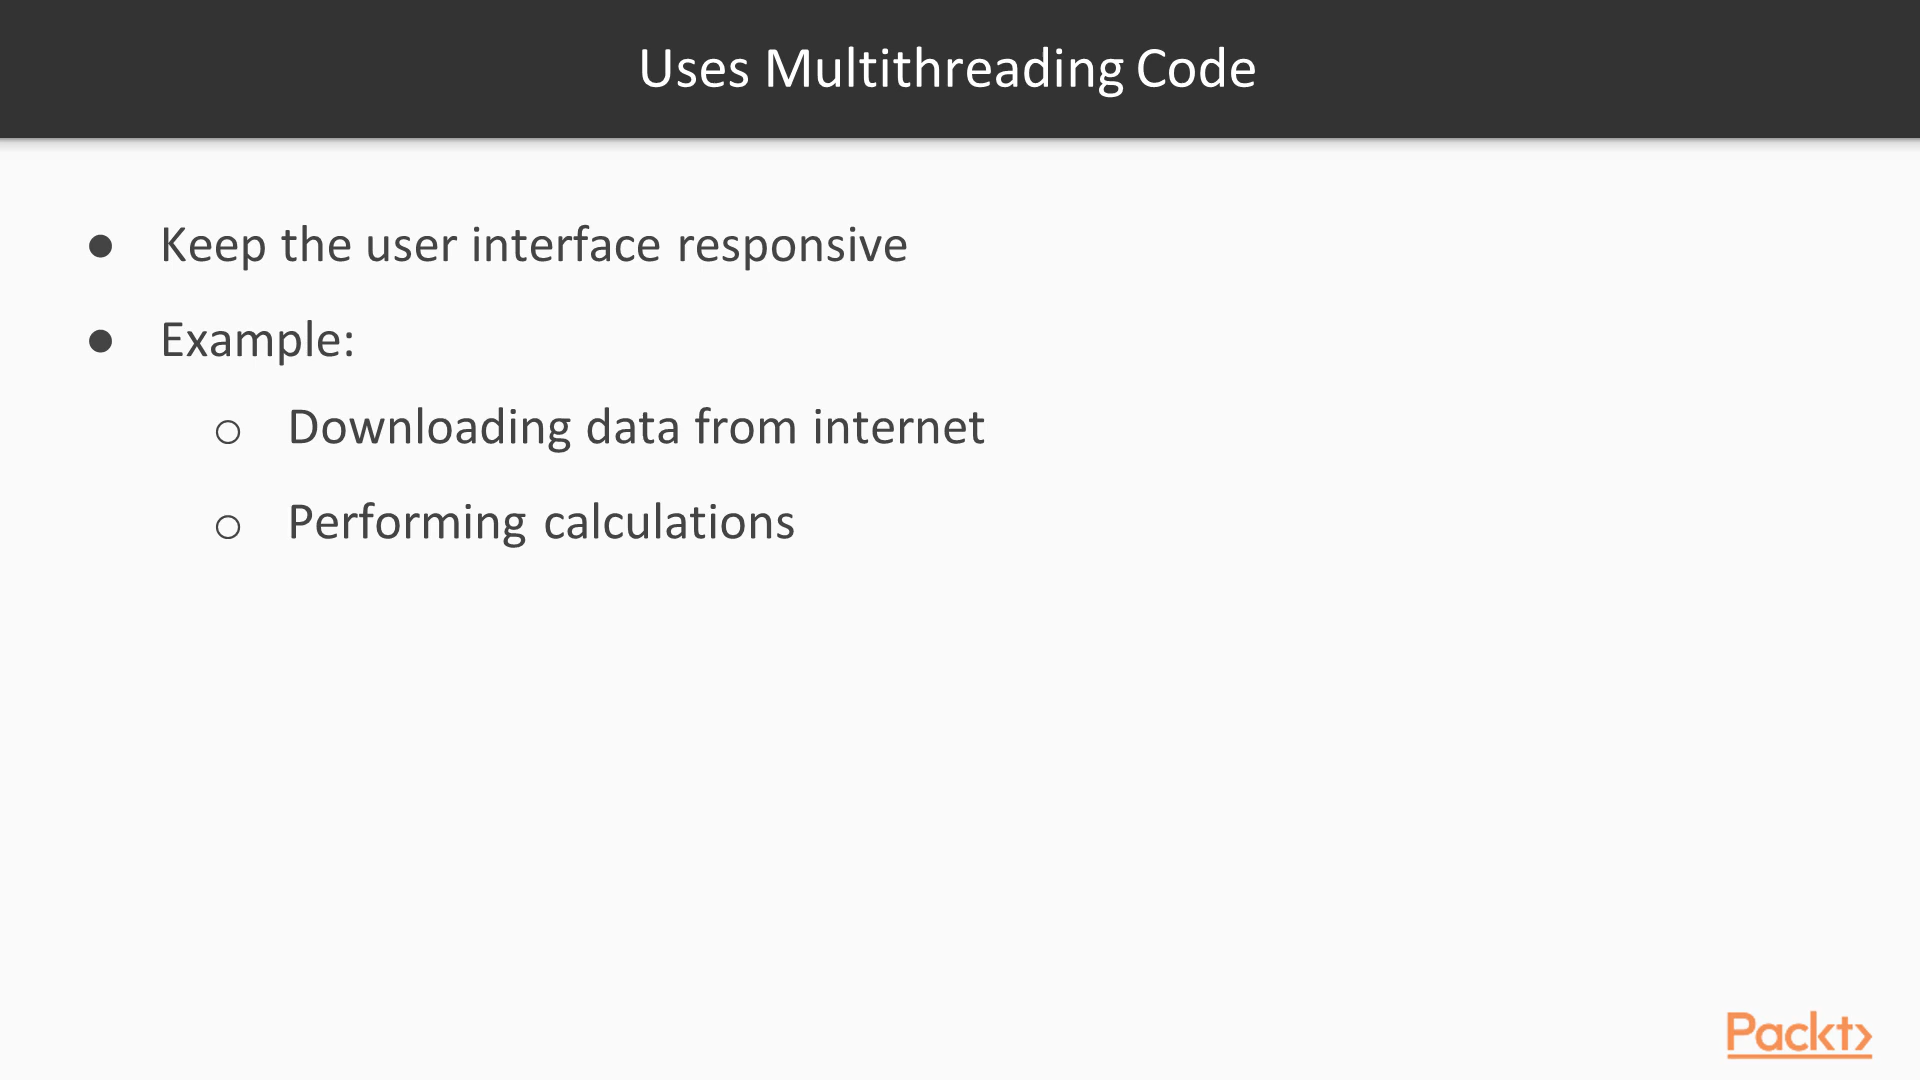 Uses Multithreading Code
● Keep the user interface responsive
● Example:
○ Downloading data from internet
○ Performing calculations
Packt>